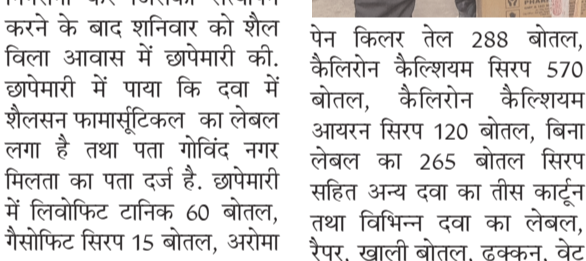 करने के बाद शनिवार को शैल
विला आवास में छापेमारी की.
छापेमारी में पाया कि दवा में
शैलसन फामार्सूटिकल का लेबल
लगा है तथा पता गोविंद नगर
मिलता का पता दर्ज है. छापेमारी
में लिवोफिट टानिक 60 बोतल,
गैसोफिट सिरप 15 बोतल, अरोमा
पेन किलर तेल 288 बोतल,
कैलिरोन कैल्शियम सिरप 570
बोतल, कैलिरोन कैल्शियम
आयरन सिरप 120 बोतल, बिना
लेबल का 265 बोतल सिरप
सहित अन्य दवा का तीस कार्टून
तथा विभिन्न दवा का लेबल,
रैपर, खाली बोतल, ढक्कन, वेट